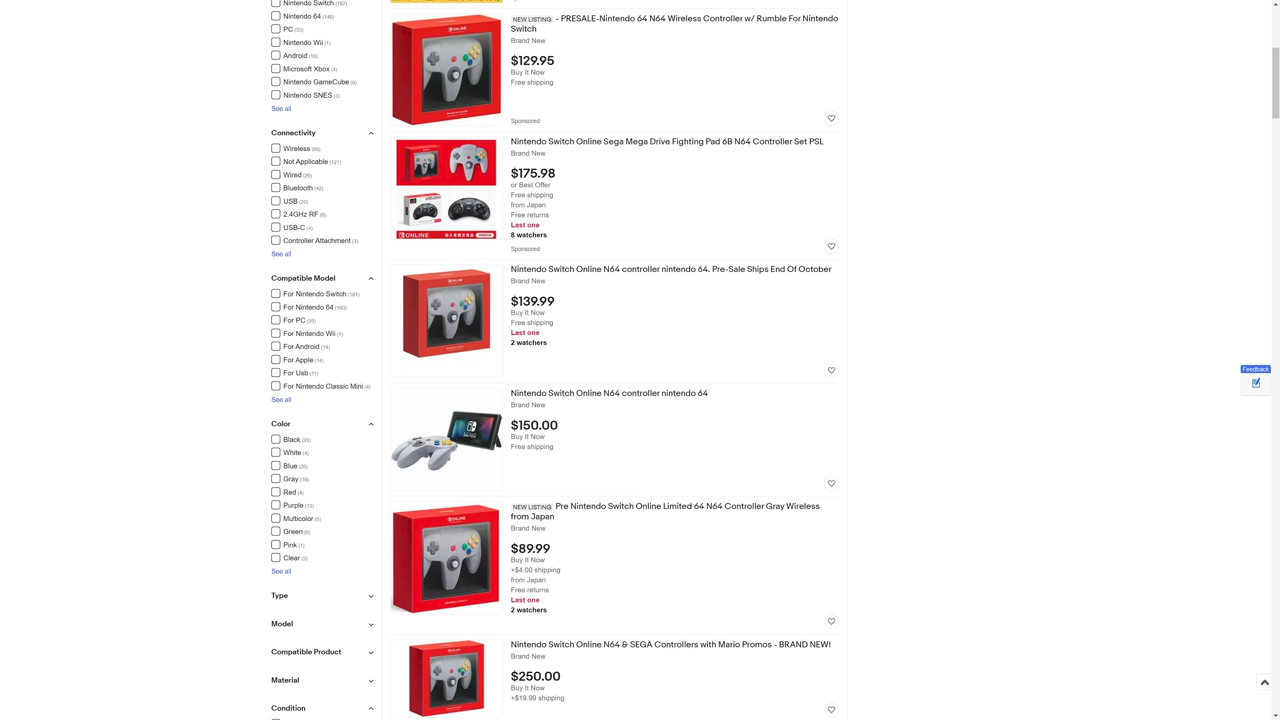 Nintendo Switch (192)
Nintendo 64 (146)
PC (33)
Nintendo Wii (1)
Android (16)
Microsoft Xbox (4)
Nintendo GameCube (6)
Nintendo SNES (3)
See all
Connectivity
Wireless (68)
Not Applicable (121)
Wired (26)
Bluetooth (42)
USB (20)
2.4GHz RF (6)
USB-C (4)
Controller Attachment (3)
See all
Compatible Model
For Nintendo Switch (181)
For Nintendo 64 (160)
For PC (35)
For Nintendo Wii (1)
For Android (14)
For Apple (14)
For Usb (11)
For Nintendo Classic Mini (4)
See all
Color
Black (25)
White (4)
Blue (20)
Gray (19)
Red (4)
Purple (13)
Multicolor (5)
Green (6)
Pink (1)
Clear (3)
See all
Type
Model
Compatible Product
Material
Condition
NEW LISTING - PRESALE-Nintendo 64 N64 Wireless Controller w/ Rumble For Nintendo
Switch
Brand New
$129.95
Buy It Now
Free shipping
Sponsored
ONLINE
Nintendo Switch Online Sega Mega Drive Fighting Pad 6B N64 Controller Set PSL
Brand New
$175.98
or Best Offer
Free shipping
from Japan
Free returns
Last one
8 watchers
Sponsored
ONLINE
Nintendo Switch Online N64 controller nintendo 64. Pre-Sale Ships End Of October
Brand New
$139.99
Buy It Now
Free shipping
Last one
2 watchers
Nintendo Switch Online N64 controller nintendo 64
Brand New
$150.00
Buy It Now
Free shipping
NEW LISTING Pre Nintendo Switch Online Limited 64 N64 Controller Gray Wireless
from Japan
Brand New
$89.99
Buy It Now
+$4.00 shipping
from Japan
Free returns
Last one
2 watchers
ONLINE
Nintendo Switch Online N64 & SEGA Controllers with Mario Promos - BRAND NEW!
Brand New
$250.00
Buy It Now
+$19.99 shipping
Feedback